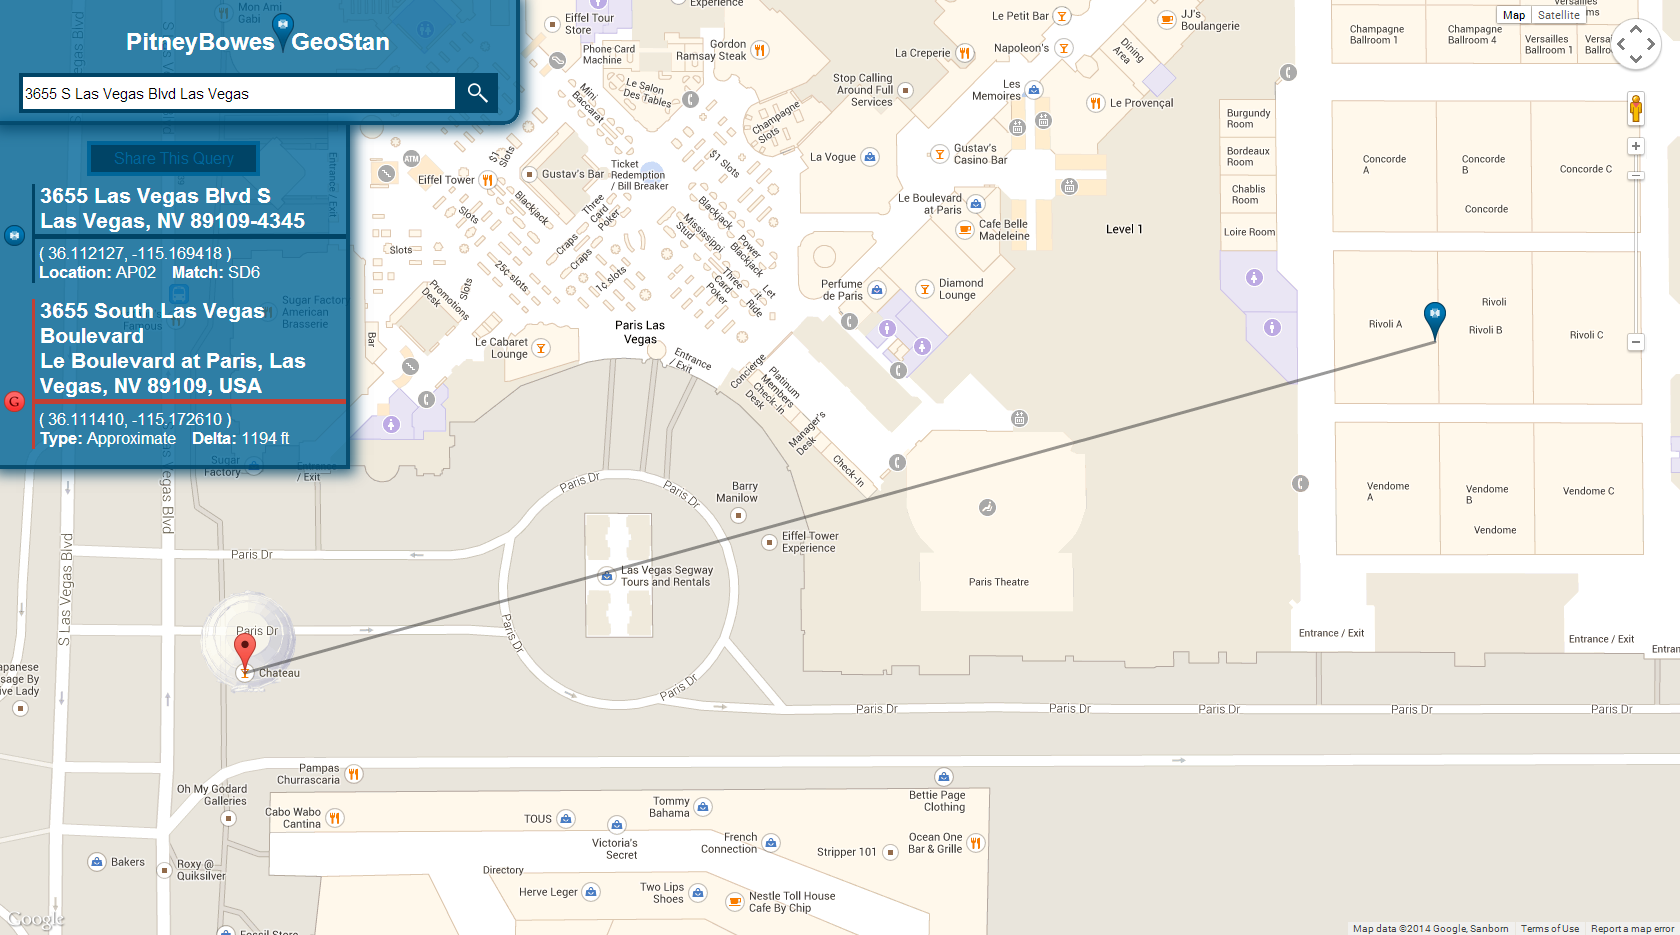 PitneyBowes GeoStan
3655 S Las Vegas Blvd Las Vegas
Share This Query
3655 Las Vegas Blvd S
Las Vegas, NV 89109-4345
( 36.112127, -115.169418 )
Location: AP02 Match: SD6
3655 South Las Vegas
Boulevard
Le Boulevard at Paris, Las
Vegas, NV 89109, USA
G
( 36.111410, -115.172610 )
Type: Approximate Delta: 1194 ft
Mon Ami
Gabi
Sugar Factory
American
Brasserie
Sugar
Factory
Entrance
/ Exit
Entrance / Exit
Eiffel Tour
Store
Experience
Phone Card
Machine
Gordon
Ramsay Steak
Le Salon
Des Tables
Mini
Baccarat
Champagne
Slots
$1
Slots
$1 Slots
ATM
Eiffel Tower
Gustav's Bar
Ticket
Redemption
/ Bill Breaker
Blackjack
Three
Card
Poker
Slots
Craps
Craps
Slots
25¢ slots
1¢ slots
Slots
Promotions
Desk
Blackjack
Mississippi
Stud
Power
Blackjack
Three
Card
Poker
Let
it
Ride
Bar
Le Cabaret
Lounge
Paris Las
Vegas
Entrance
/ Exit
Concierge
Platinum
Members
Check-In
Desk
Manager's
Desk
Check-In
Le Petit Bar
JJ's
Boulangerie
Napoleon's
La Creperie
Dining
Area
Stop Calling
Around Full
Services
Les
Memoires
Le Provençal
La Vogue
Gustav's
Casino Bar
Le Boulevard
at Paris
Cafe Belle
Madeleine
Level 1
Perfume
de Paris
Diamond
Lounge
Burgundy
Room
Bordeaux
Room
Chablis
Room
Loire Room
Champagne
Ballroom 1
Champagne
Ballroom 4
Versailles
Ballroom 1
Map
Satellite
Concorde
A
Concorde
B
Concorde C
Concorde
Rivoli
Rivoli A
Rivoli B
Rivoli C
Vendome
A
Vendome
B
Vendome C
Vendome
Entrance / Exit
Entrance / Exit
Barry
Manilow
Eiffel Tower
Experience
Paris Theatre
Las Vegas Segway
Tours and Rentals
Paris Dr
Paris Dr
Paris Dr
Paris Dr
Paris Dr
Paris Dr
Paris Dr
Paris Dr
Paris Dr
Paris Dr
Paris Dr
S Las Vegas Blvd
Chateau
Pampas
Churrascaria
Oh My Godard
Galleries
Cabo Wabo
Cantina
Bakers
Roxy @
Quiksilver
Fossil Store
TOUS
Tommy
Bahama
Victoria's
Secret
French
Connection
Directory
Herve Leger
Two Lips
Shoes
Nestle Toll House
Cafe By Chip
Stripper 101
Bettie Page
Clothing
Ocean One
Bar & Grille
Google
Map data ©2014 Google, Sanborn
Terms of Use
Report a map error